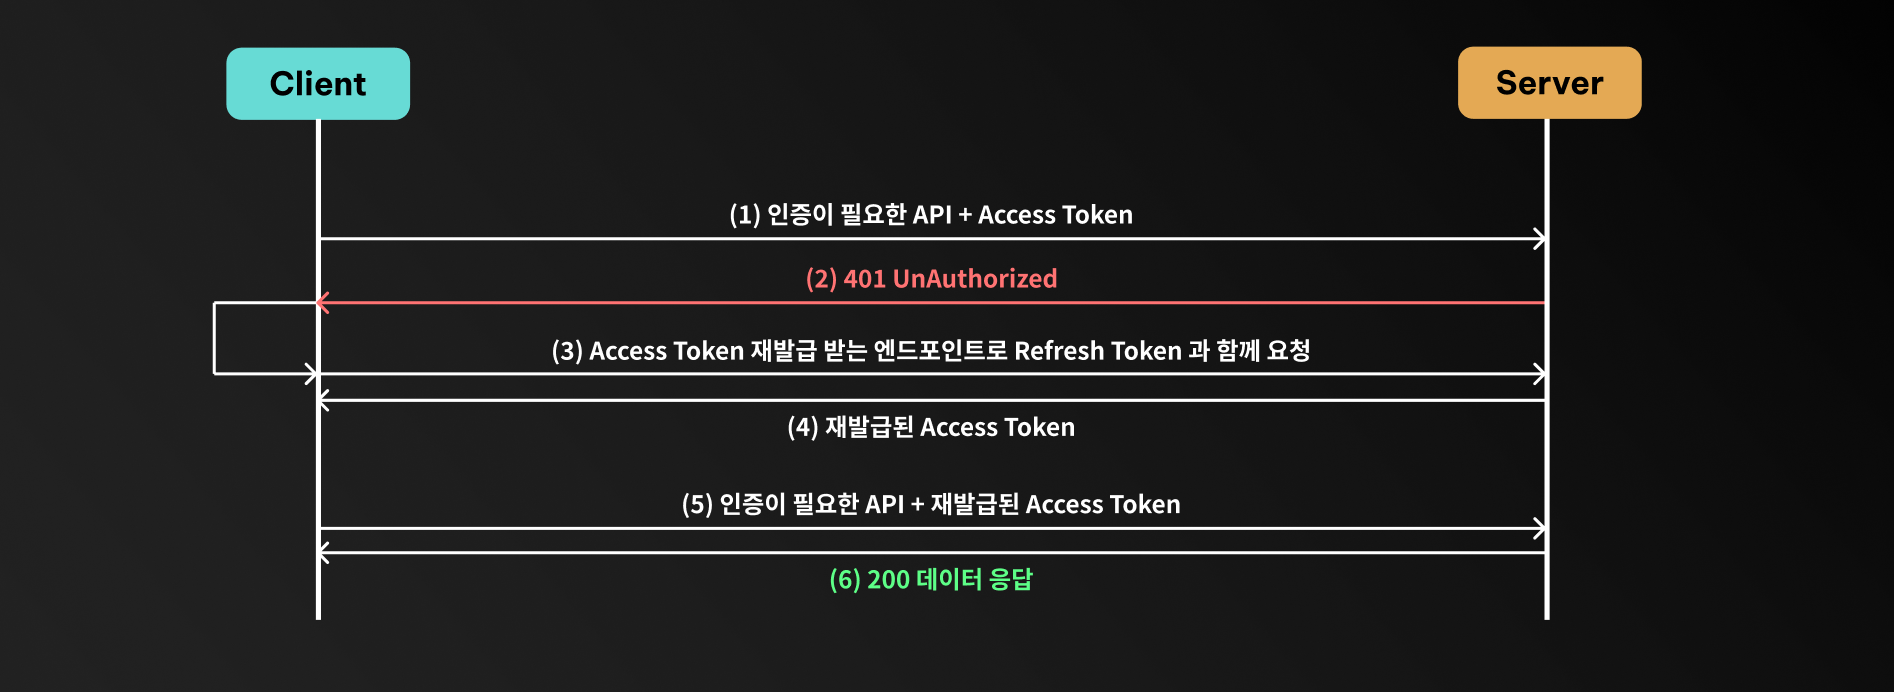 Client
Server
(1) 인증이 필요한 API + Access Token
(2) 401 UnAuthorized
(3) Access Token 재발급 받는 엔드포인트로 Refresh Token 과 함께 요청
(4) 재발급된 Access Token
(5) 인증이 필요한 API + 재발급된 Access Token
(6) 200 데이터 응답